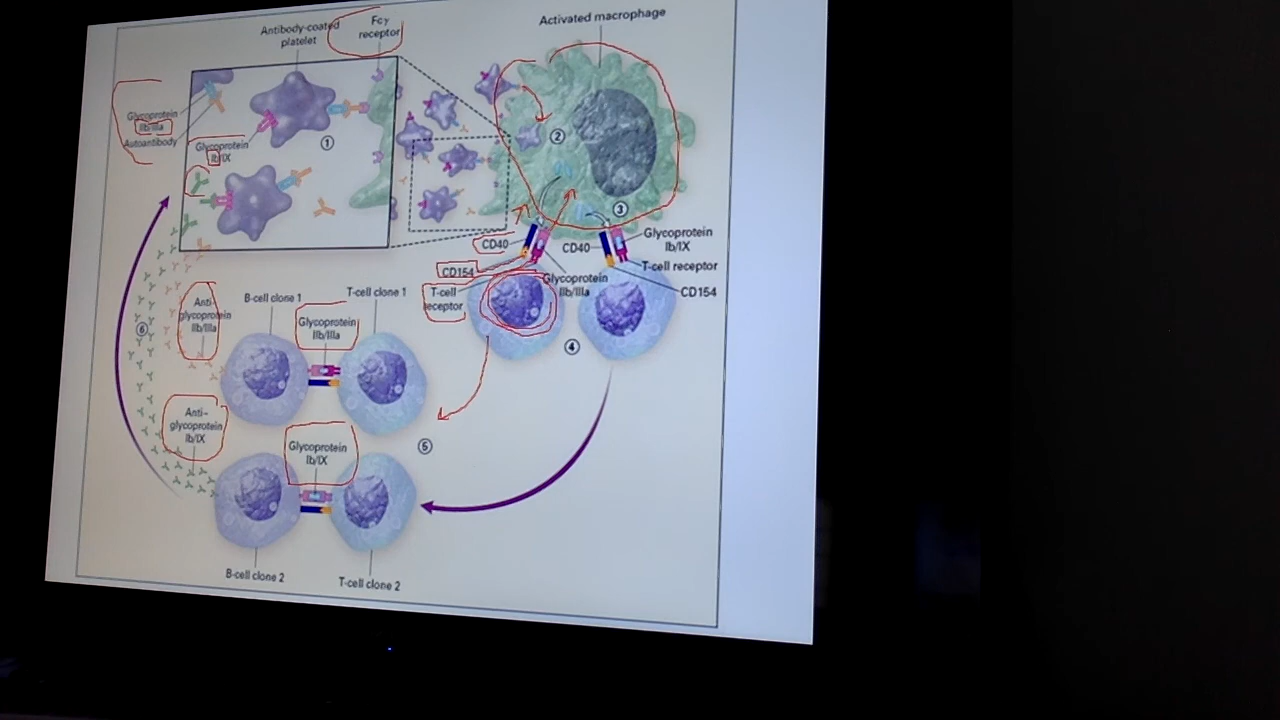 Antibody-coated
platelet
Fcγ
receptor
Activated macrophage
Glycoprotein
IIb/IIIa
Autoantibody
Glycoprotein
Ib/IX
①
②
③
CD40
CD40
Glycoprotein
Ib/IX
CD154
T-cell
receptor
Glycoprotein
IIb/IIIa
T-cell receptor
CD154
④
Anti-
glycoprotein
IIb/IIIa
B-cell clone 1
Glycoprotein
IIb/IIIa
T-cell clone 1
⑥
Anti-
glycoprotein
Ib/IX
Glycoprotein
Ib/IX
⑤
B-cell clone 2
T-cell clone 2